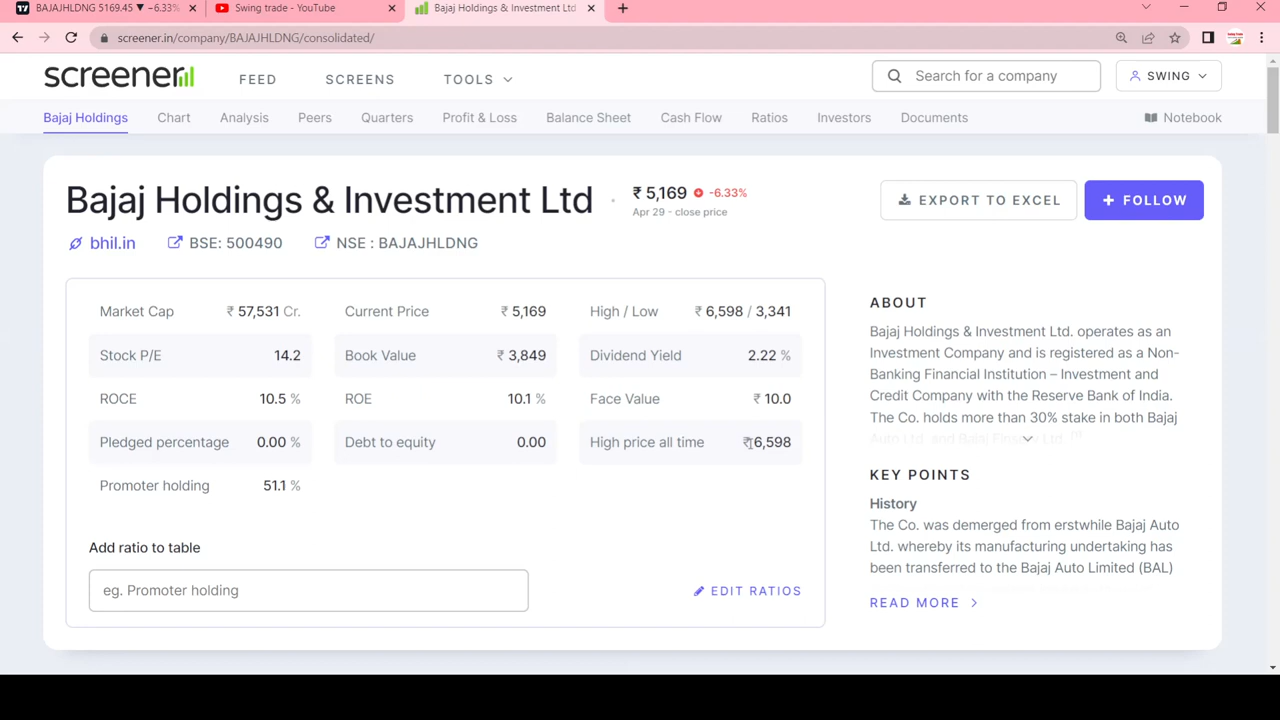 BAJAJHLDNG 5169.45 ▼ −6.33%
Swing trade - YouTube
Bajaj Holdings & Investment Ltd
screener.in/company/BAJAJHLDNG/consolidated/
screener
FEED
SCREENS
TOOLS
Search for a company
SWING
Bajaj Holdings
Chart
Analysis
Peers
Quarters
Profit & Loss
Balance Sheet
Cash Flow
Ratios
Investors
Documents
Notebook
Bajaj Holdings & Investment Ltd
₹ 5,169 -6.33%
Apr 29 - close price
EXPORT TO EXCEL
+ FOLLOW
bhil.in
BSE: 500490
NSE : BAJAJHLDNG
Market Cap ₹ 57,531 Cr.
Current Price ₹ 5,169
High / Low ₹ 6,598 / 3,341
Stock P/E 14.2
Book Value ₹ 3,849
Dividend Yield 2.22 %
ROCE 10.5 %
ROE 10.1 %
Face Value ₹ 10.0
Pledged percentage 0.00 %
Debt to equity 0.00
High price all time ₹ 6,598
Promoter holding 51.1 %
Add ratio to table
eg. Promoter holding
EDIT RATIOS
ABOUT
Bajaj Holdings & Investment Ltd. operates as an
Investment Company and is registered as a Non-
Banking Financial Institution – Investment and
Credit Company with the Reserve Bank of India.
The Co. holds more than 30% stake in both Bajaj
Auto Ltd. and Bajaj Finserv Ltd.
KEY POINTS
History
The Co. was demerged from erstwhile Bajaj Auto
Ltd. whereby its manufacturing undertaking has
been transferred to the Bajaj Auto Limited (BAL)
READ MORE